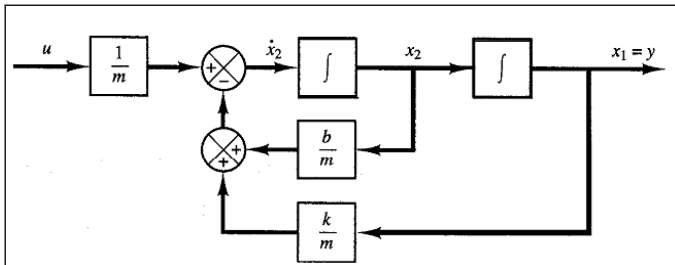 u
1/m
+
−
ẋ₂
∫
x₂
∫
x₁ = y
+
+
b/m
k/m